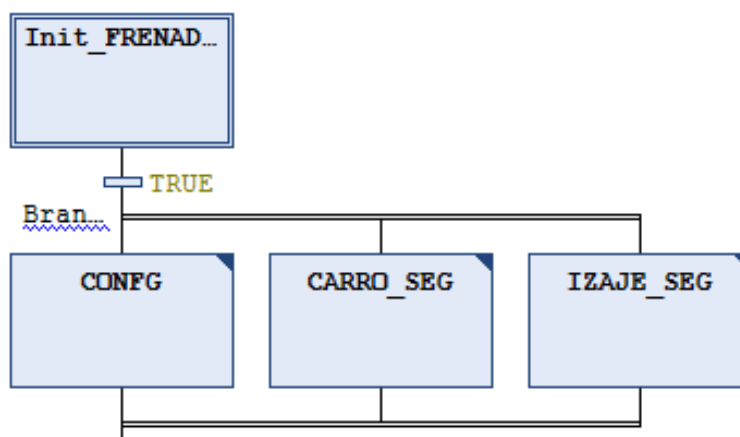 Init_FRENAD…
TRUE
Bran…
CONFG
CARRO_SEG
IZAJE_SEG